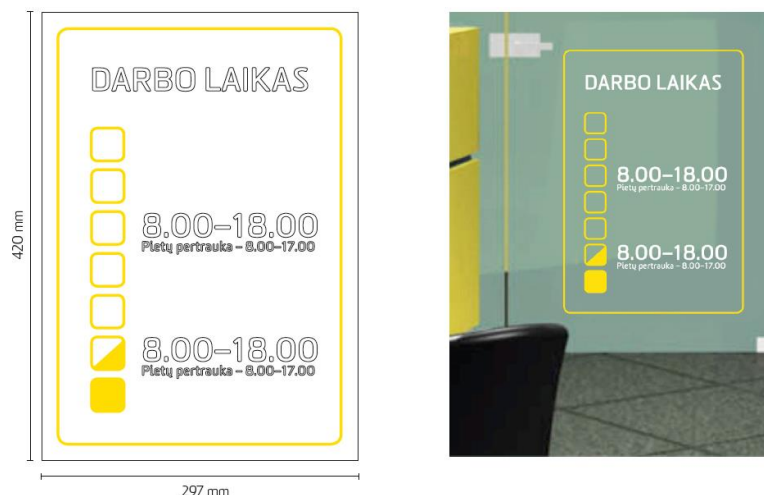 DARBO LAIKAS
8.00–18.00
Pietų pertrauka – 8.00–17.00
8.00–18.00
Pietų pertrauka – 8.00–17.00
420 mm
297 mm
DARBO LAIKAS
8.00–18.00
Pietų pertrauka – 8.00–17.00
8.00–18.00
Pietų pertrauka – 8.00–17.00